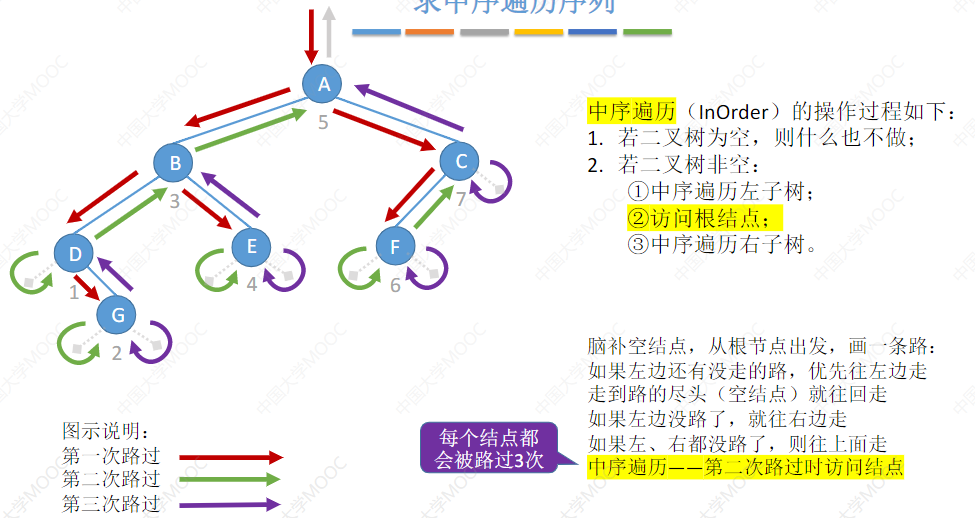 求中序遍历序列
A
5
B
C
3
7
D
E
F
1
4
6
G
2
中序遍历（InOrder）的操作过程如下：
1. 若二叉树为空，则什么也不做；
2. 若二叉树非空：
①中序遍历左子树；
②访问根结点；
③中序遍历右子树。
脑补空结点，从根节点出发，画一条路：
如果左边还有没走的路，优先往左边走
走到路的尽头（空结点）就往回走
如果左边没路了，就往右边走
如果左、右都没路了，则往上面走
中序遍历——第二次路过时访问结点
每个结点都
会被路过3次
图示说明：
第一次路过
第二次路过
第三次路过
中国大学MOOC